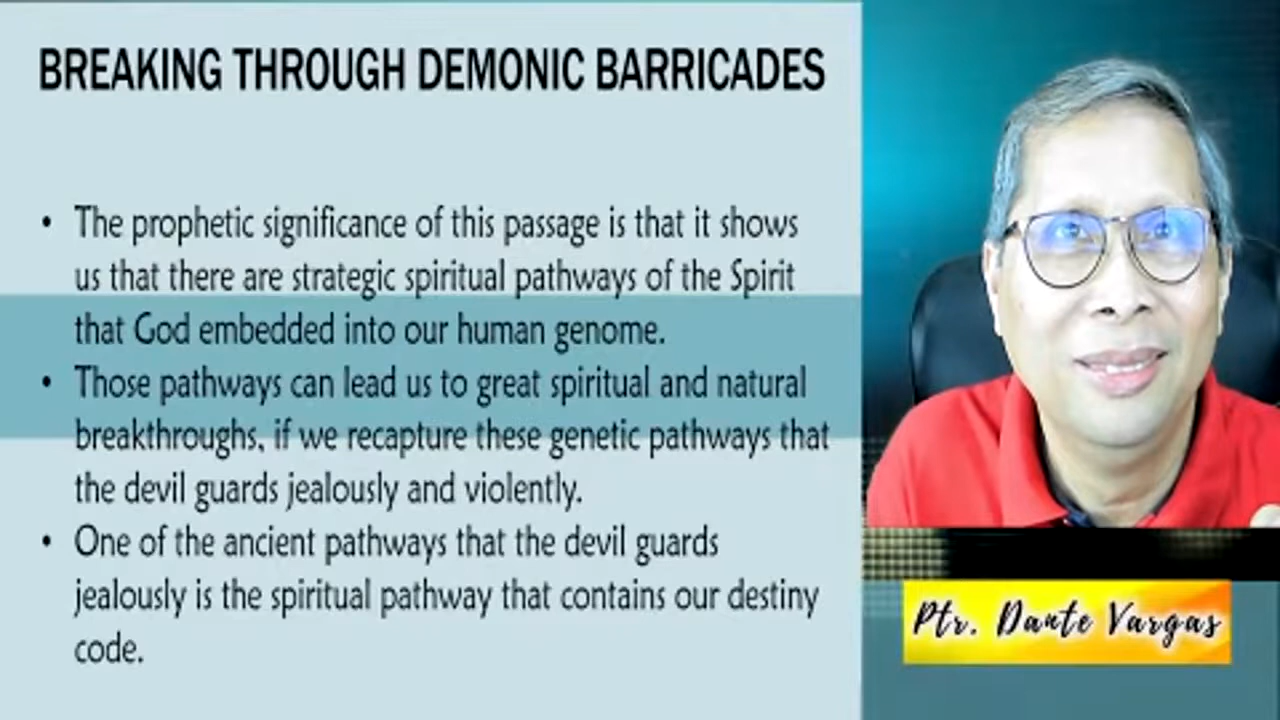 BREAKING THROUGH DEMONIC BARRICADES
• The prophetic significance of this passage is that it shows
us that there are strategic spiritual pathways of the Spirit
that God embedded into our human genome.
• Those pathways can lead us to great spiritual and natural
breakthroughs, if we recapture these genetic pathways that
the devil guards jealously and violently.
• One of the ancient pathways that the devil guards
jealously is the spiritual pathway that contains our destiny
code.
Ptr. Dante Vargas